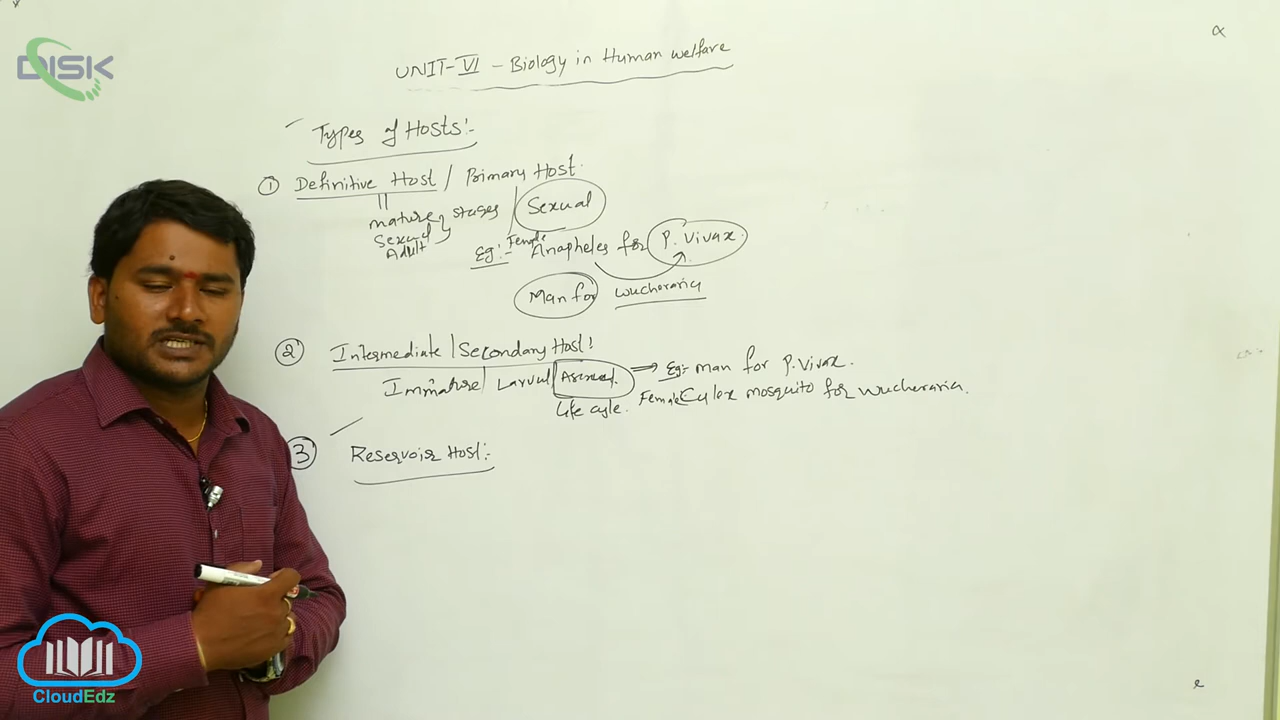 DISK
UNIT-VI - Biology in Human welfare
Types of Hosts:-
① Definitive Host / Primary Host.
mature stages
Sexual
Adult
Sexual
Eg:- Female Anapheles for P. Vivax.
Man for Wucheraria
② Intermediate / Secondary Host:
Immature / Larval / Asexual. => Eg:- man for P. Vivax.
Life cycle. Female Culex mosquito for Wucheraria.
③ Reservoir Host:-
CloudEdz